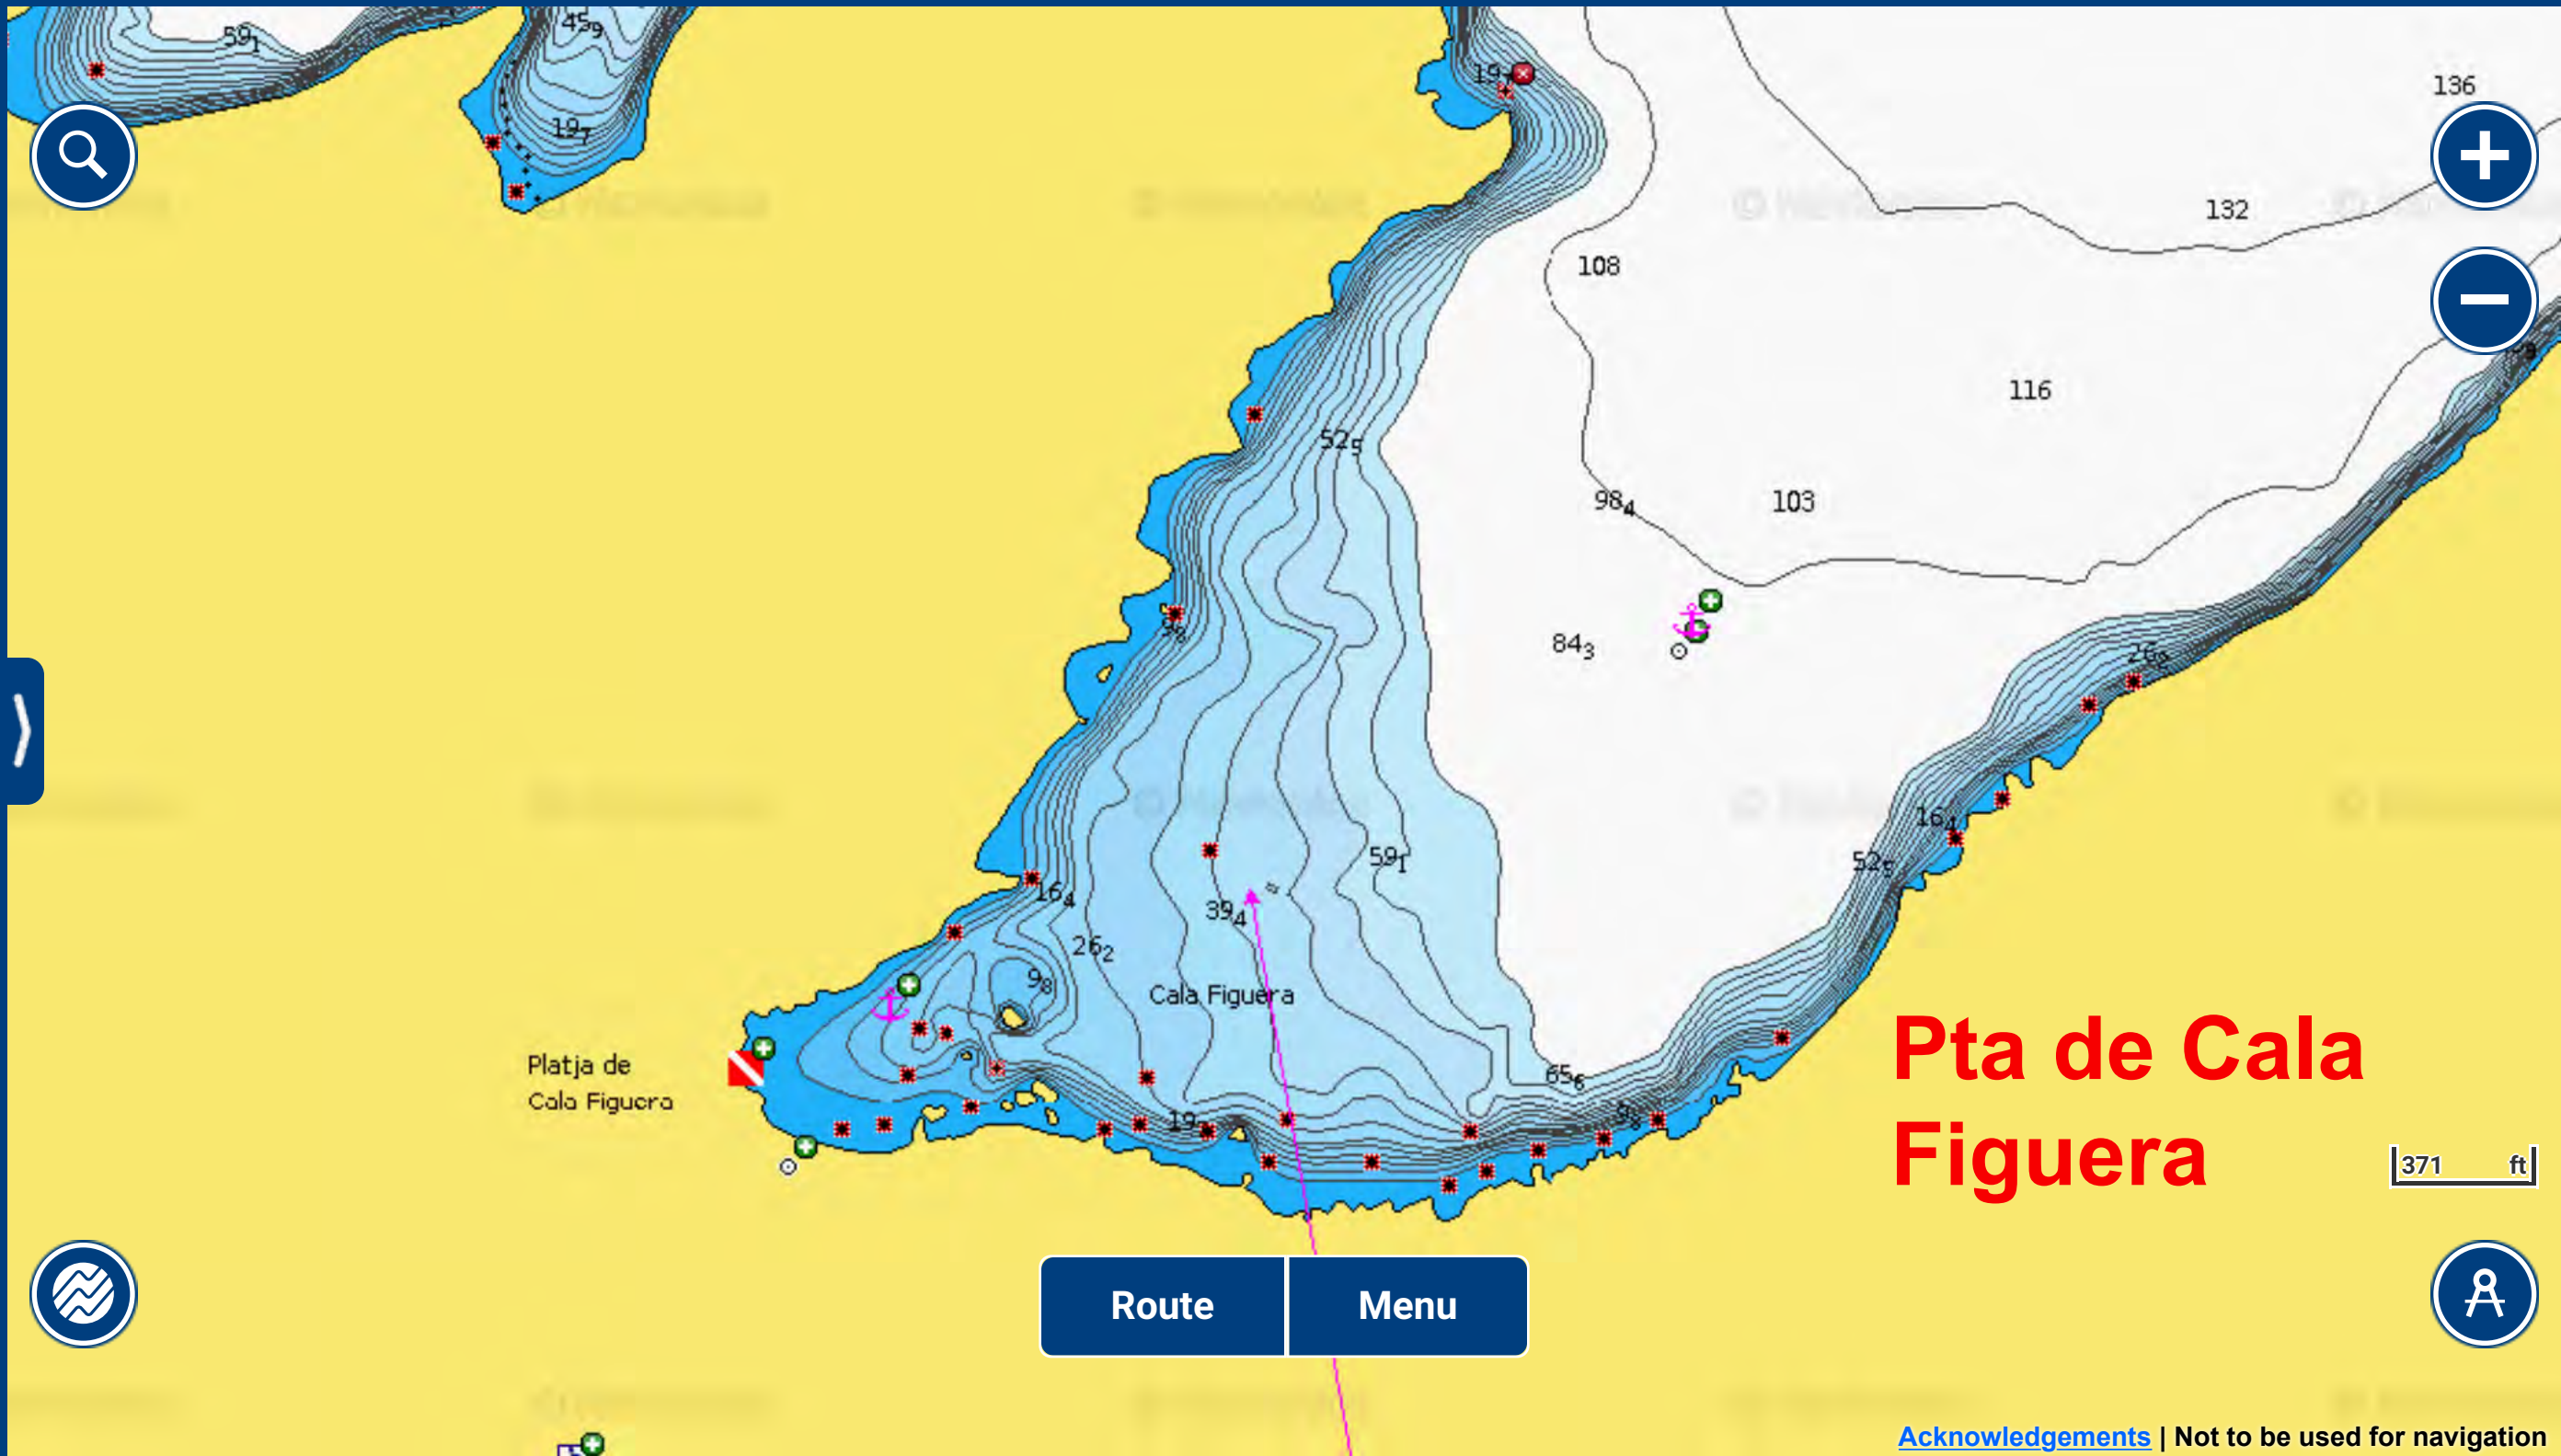 59₁
45₉
19₇
136
19₇
132
108
116
52₅
98₄
103
84₃
26₂
9₈
16₄
52₅
59₁
16₄
39₄
26₂
9₈
Cala Figuera
Platja de
Cala Figuera
65₆
9₈
Pta de Cala
Figuera
371 ft
Route
Menu
Acknowledgements | Not to be used for navigation